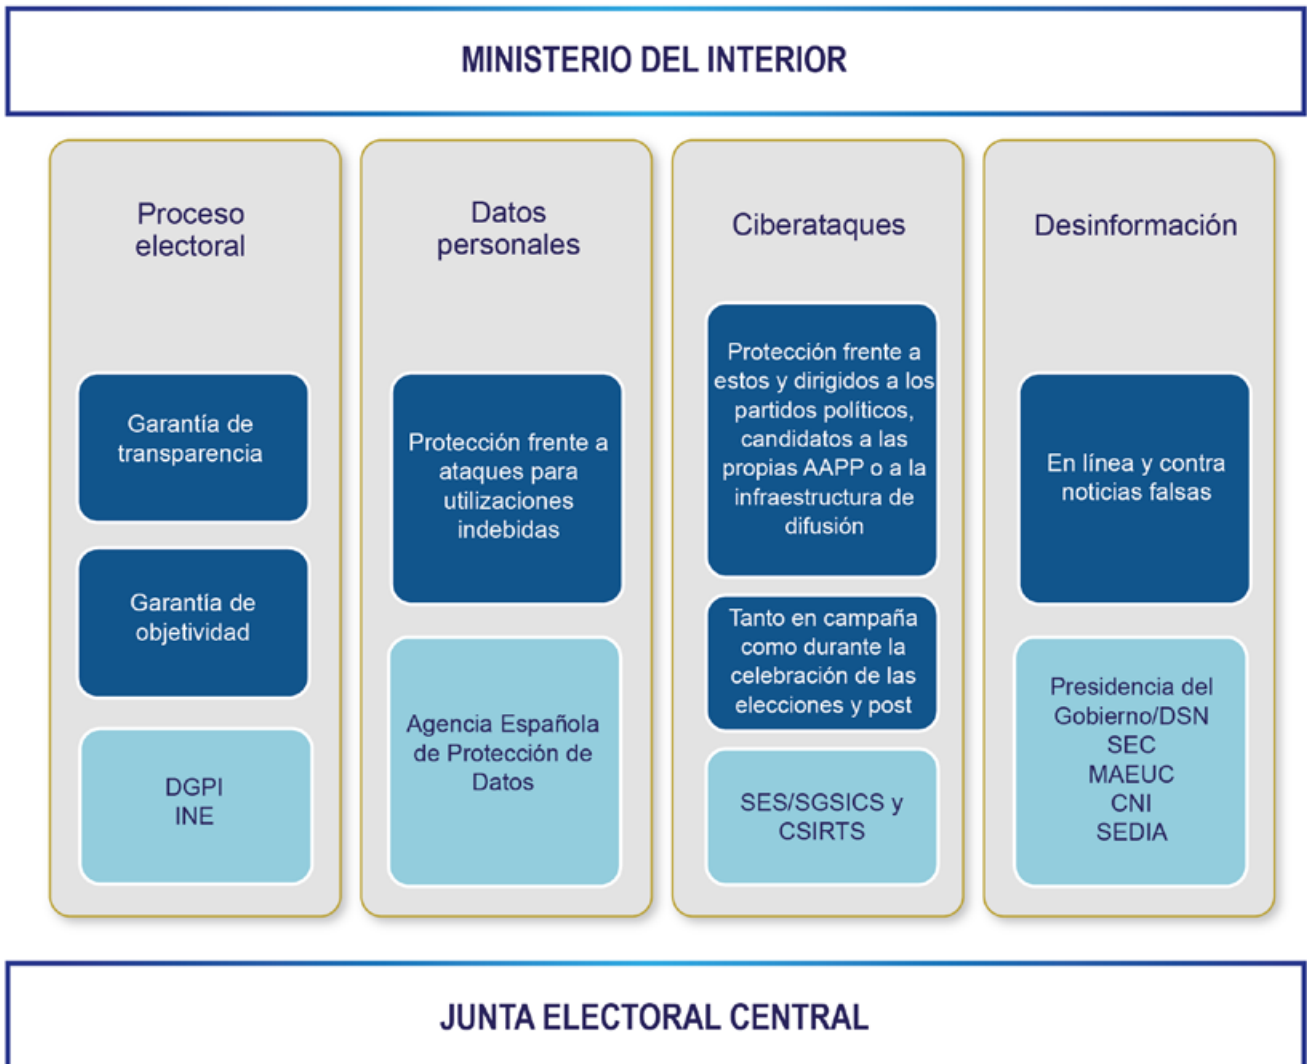 MINISTERIO DEL INTERIOR
Proceso
electoral
Garantía de
transparencia
Garantía de
objetividad
DGPI
INE
Datos
personales
Protección frente a
ataques para
utilizaciones
indebidas
Agencia Española
de Protección de
Datos
Ciberataques
Protección frente a
estos y dirigidos a los
partidos políticos,
candidatos a las
propias AAPP o a la
infraestructura de
difusión
Tanto en campaña
como durante la
celebración de las
elecciones y post
SES/SGSICS y
CSIRTS
Desinformación
En línea y contra
noticias falsas
Presidencia del
Gobierno/DSN
SEC
MAEUC
CNI
SEDIA
JUNTA ELECTORAL CENTRAL